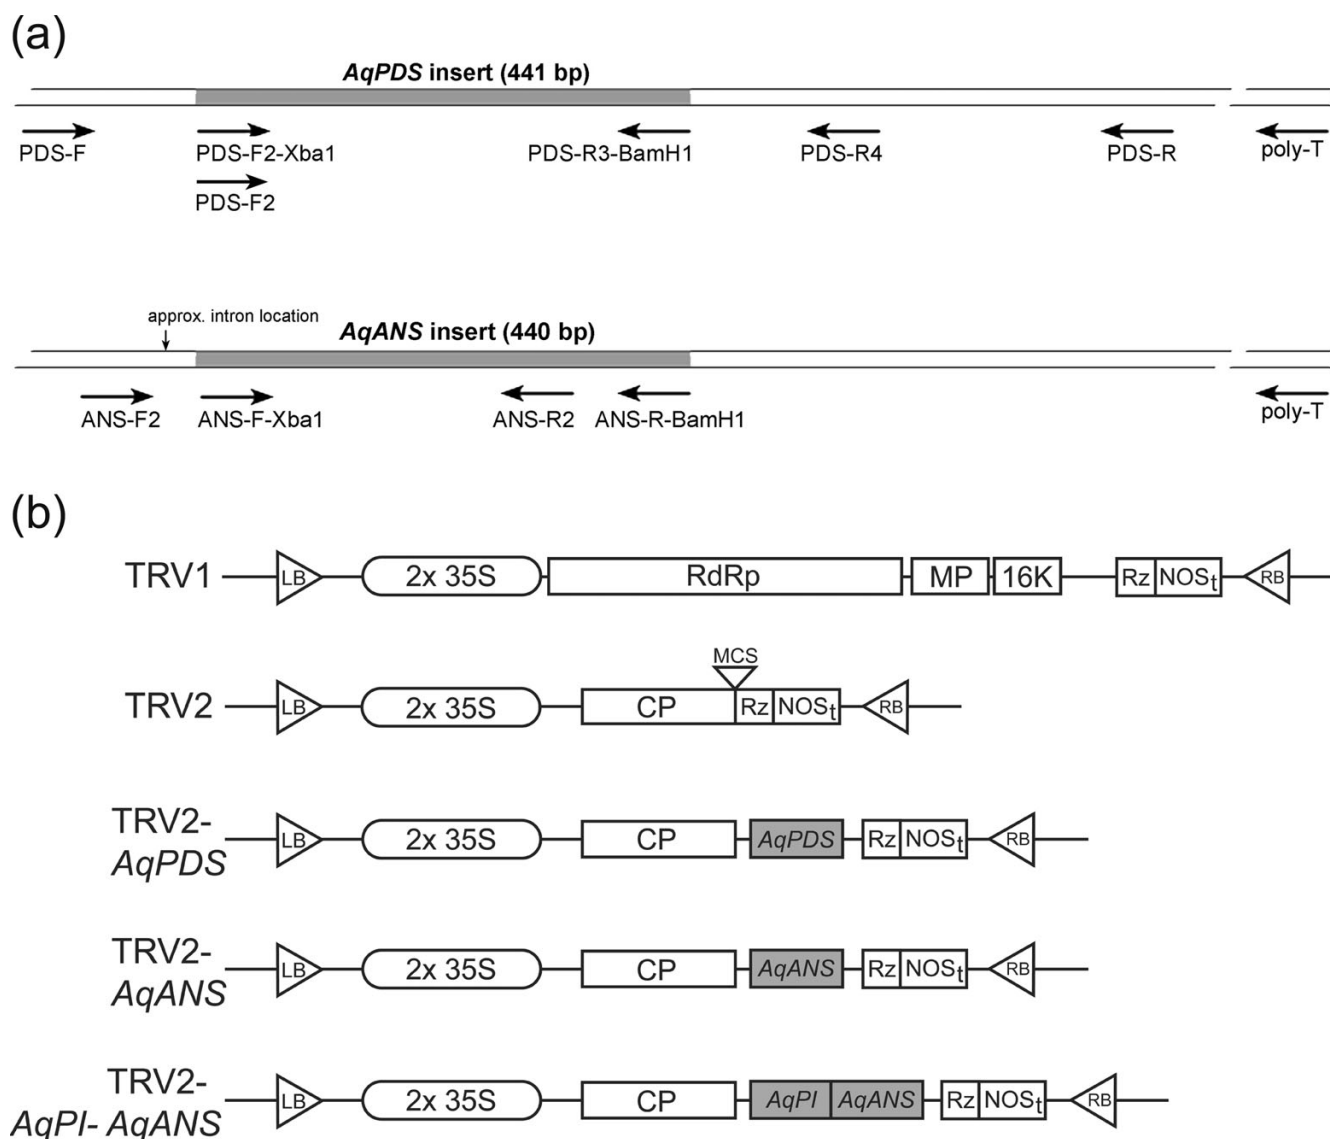 (a)
AqPDS insert (441 bp)
PDS-F PDS-F2-Xba1 PDS-R3-BamH1 PDS-R4 PDS-R poly-T
PDS-F2
approx. intron location
AqANS insert (440 bp)
ANS-F2 ANS-F-Xba1 ANS-R2 ANS-R-BamH1 poly-T
(b)
TRV1 LB 2x 35S RdRp MP 16K Rz NOSt RB
MCS
TRV2 LB 2x 35S CP Rz NOSt RB
TRV2-
AqPDS LB 2x 35S CP AqPDS Rz NOSt RB
TRV2-
AqANS LB 2x 35S CP AqANS Rz NOSt RB
TRV2-
AqPI- AqANS LB 2x 35S CP AqPI AqANS Rz NOSt RB